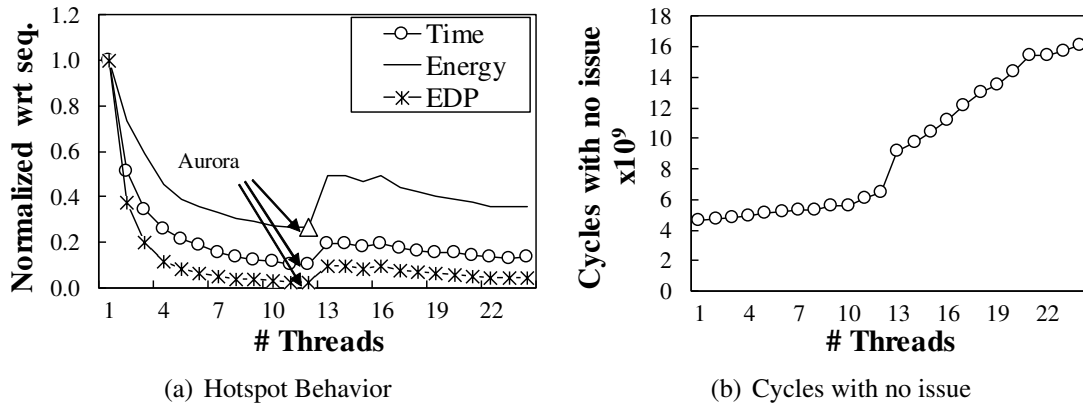 Normalized wrt seq.
1.2
1.0
0.8
0.6
0.4
0.2
0.0
Time
Energy
EDP
Aurora
1 4 7 10 13 16 19 22
# Threads
(a) Hotspot Behavior
Cycles with no issue
x10⁹
18
16
14
12
10
8
6
4
2
0
1 4 7 10 13 16 19 22
# Threads
(b) Cycles with no issue